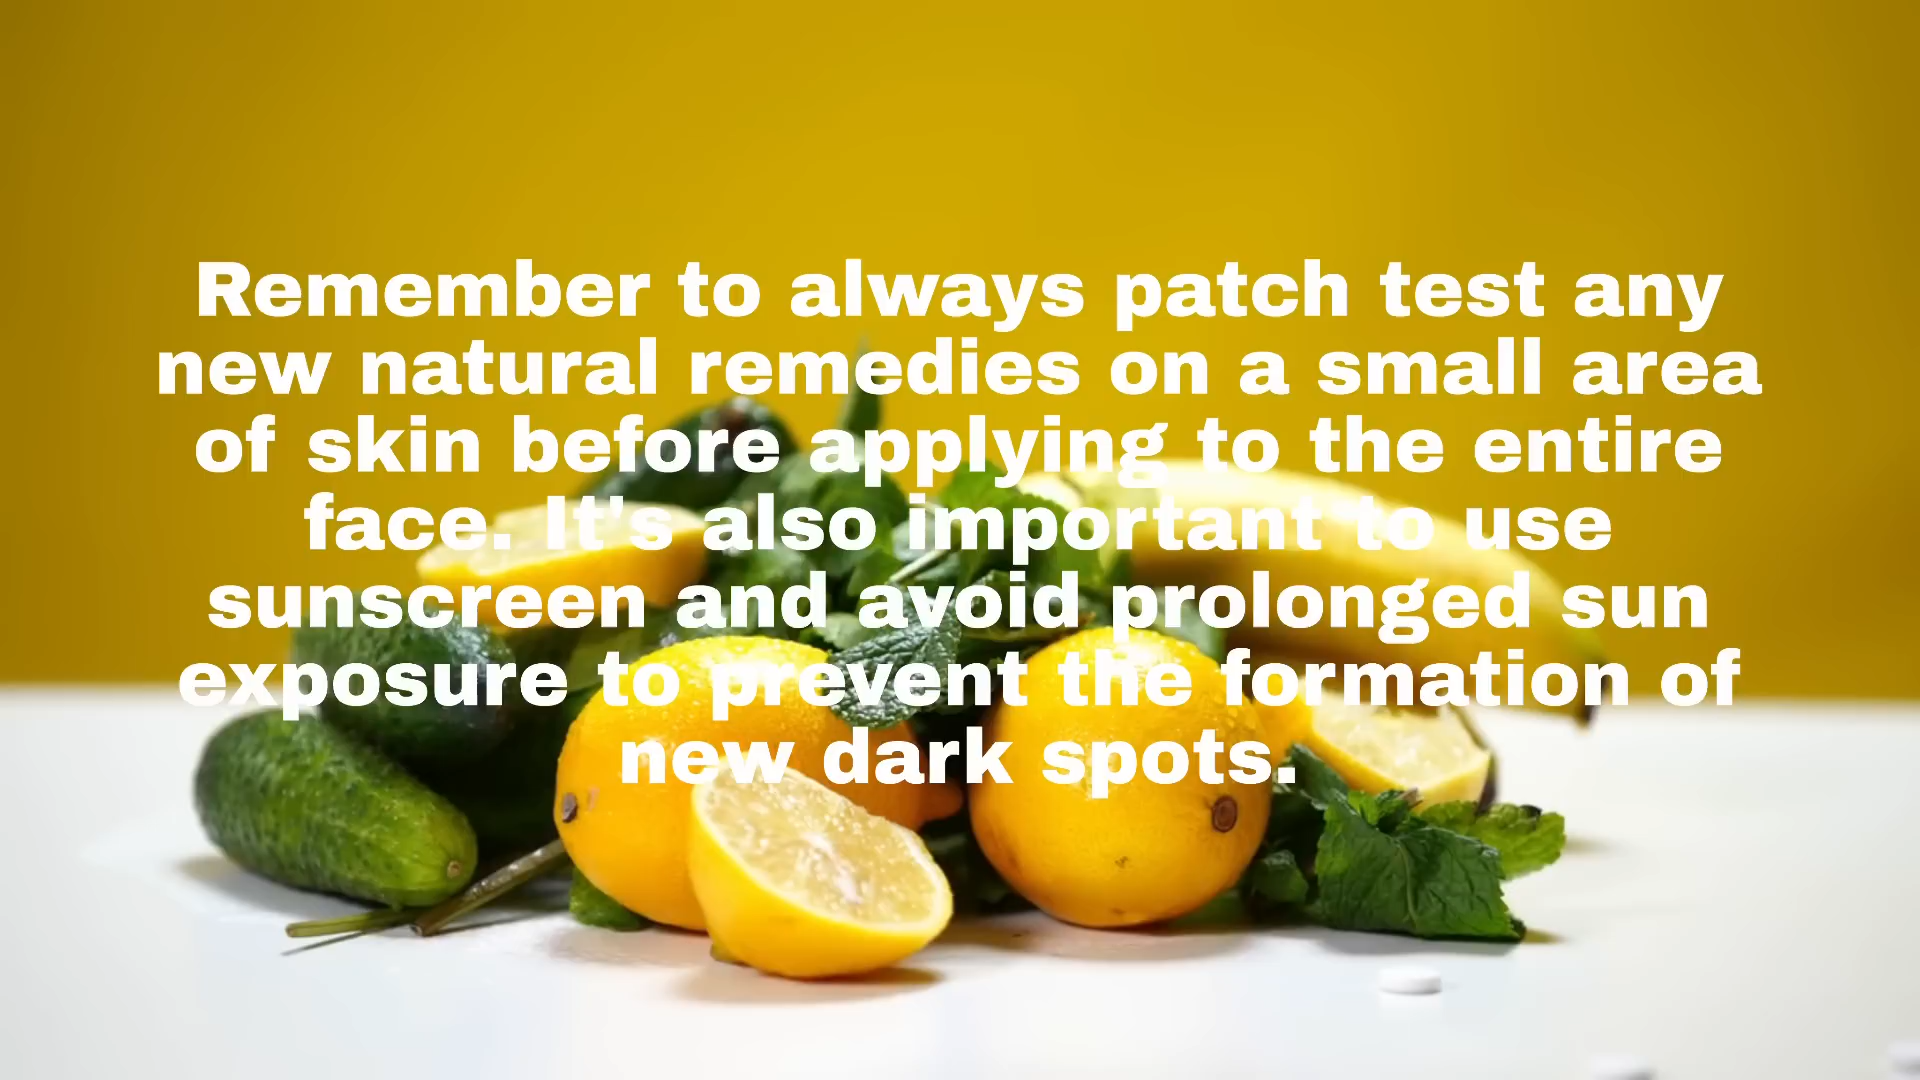 Remember to always patch test any
new natural remedies on a small area
of skin before applying to the entire
face. It's also important to use
sunscreen and avoid prolonged sun
exposure to prevent the formation of
new dark spots.